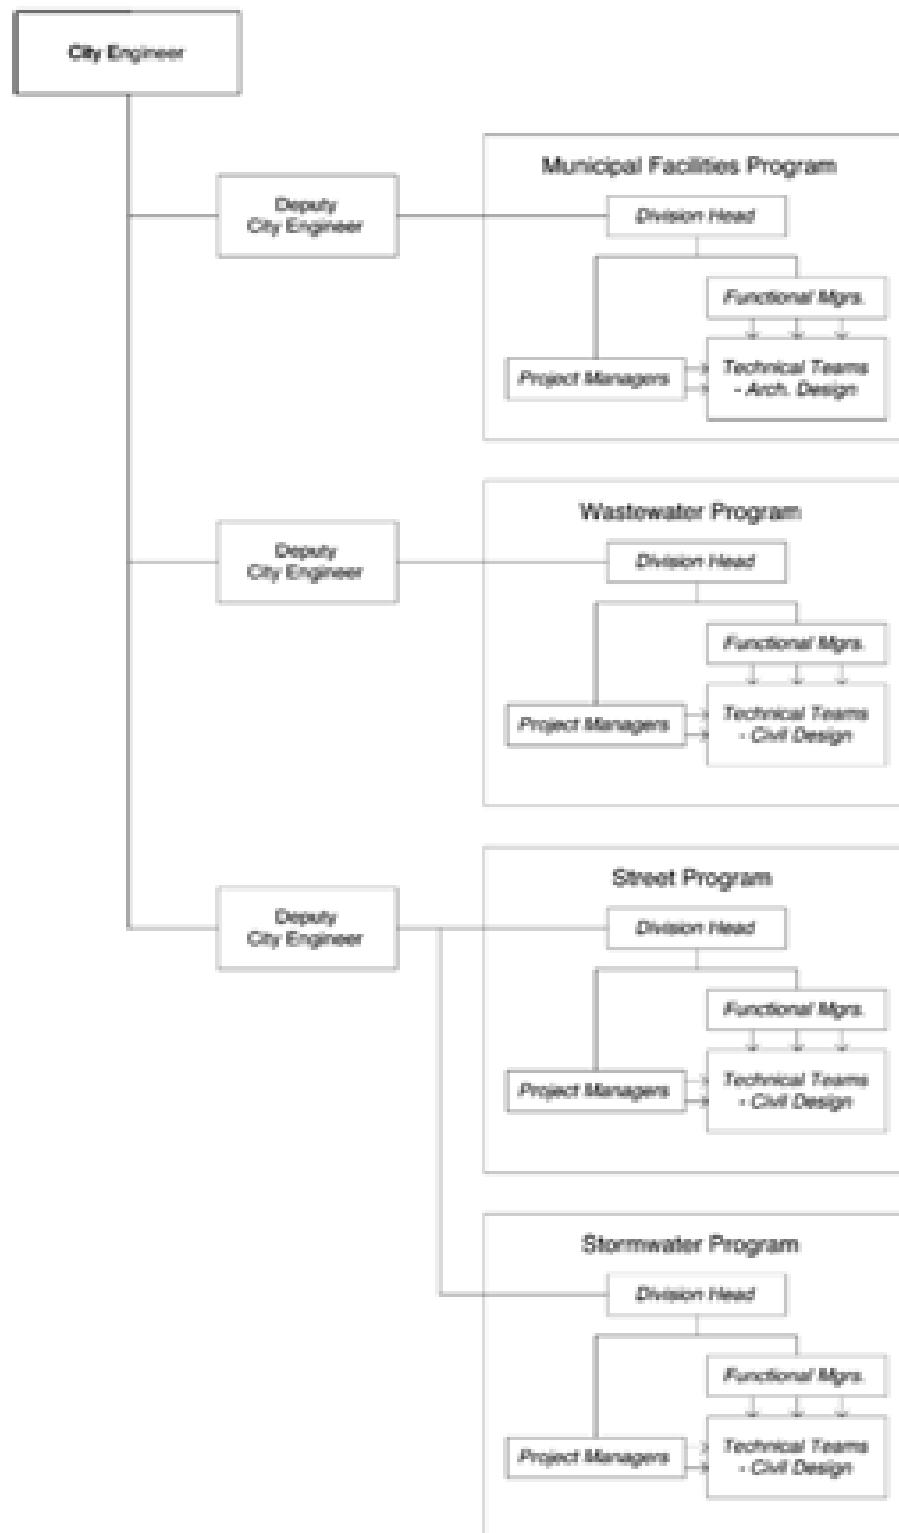 City Engineer
Municipal Facilities Program
Deputy
City Engineer
Division Head
Functional Mgrs.
Project Managers
Technical Teams
- Arch. Design
Wastewater Program
Deputy
City Engineer
Division Head
Functional Mgrs.
Project Managers
Technical Teams
- Civil Design
Street Program
Deputy
City Engineer
Division Head
Functional Mgrs.
Project Managers
Technical Teams
- Civil Design
Stormwater Program
Division Head
Functional Mgrs.
Project Managers
Technical Teams
- Civil Design